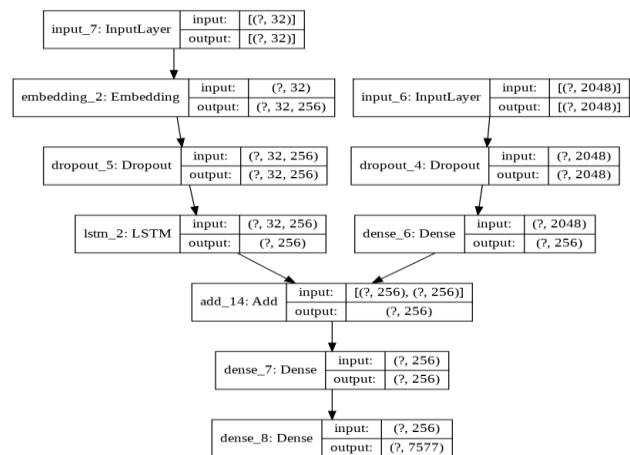 input_7: InputLayer
input: [(?, 32)]
output: [(?, 32)]
embedding_2: Embedding
input: (?, 32)
output: (?, 32, 256)
input_6: InputLayer
input: [(?, 2048)]
output: [(?, 2048)]
dropout_5: Dropout
input: (?, 32, 256)
output: (?, 32, 256)
dropout_4: Dropout
input: (?, 2048)
output: (?, 2048)
lstm_2: LSTM
input: (?, 32, 256)
output: (?, 256)
dense_6: Dense
input: (?, 2048)
output: (?, 256)
add_14: Add
input: [(?, 256), (?, 256)]
output: (?, 256)
dense_7: Dense
input: (?, 256)
output: (?, 256)
dense_8: Dense
input: (?, 256)
output: (?, 7577)